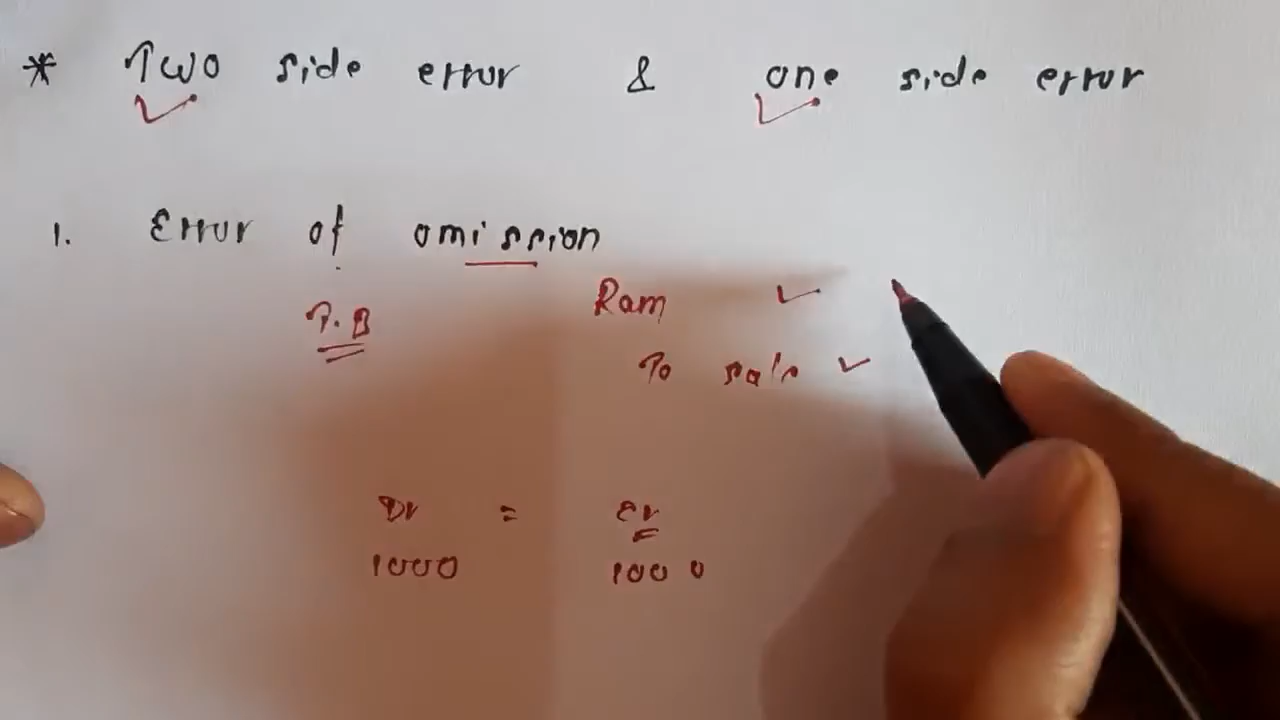 * Two side error & one side error
1. Error of omission
T.B
Ram
To sale
Dr = Cr
1000 1000